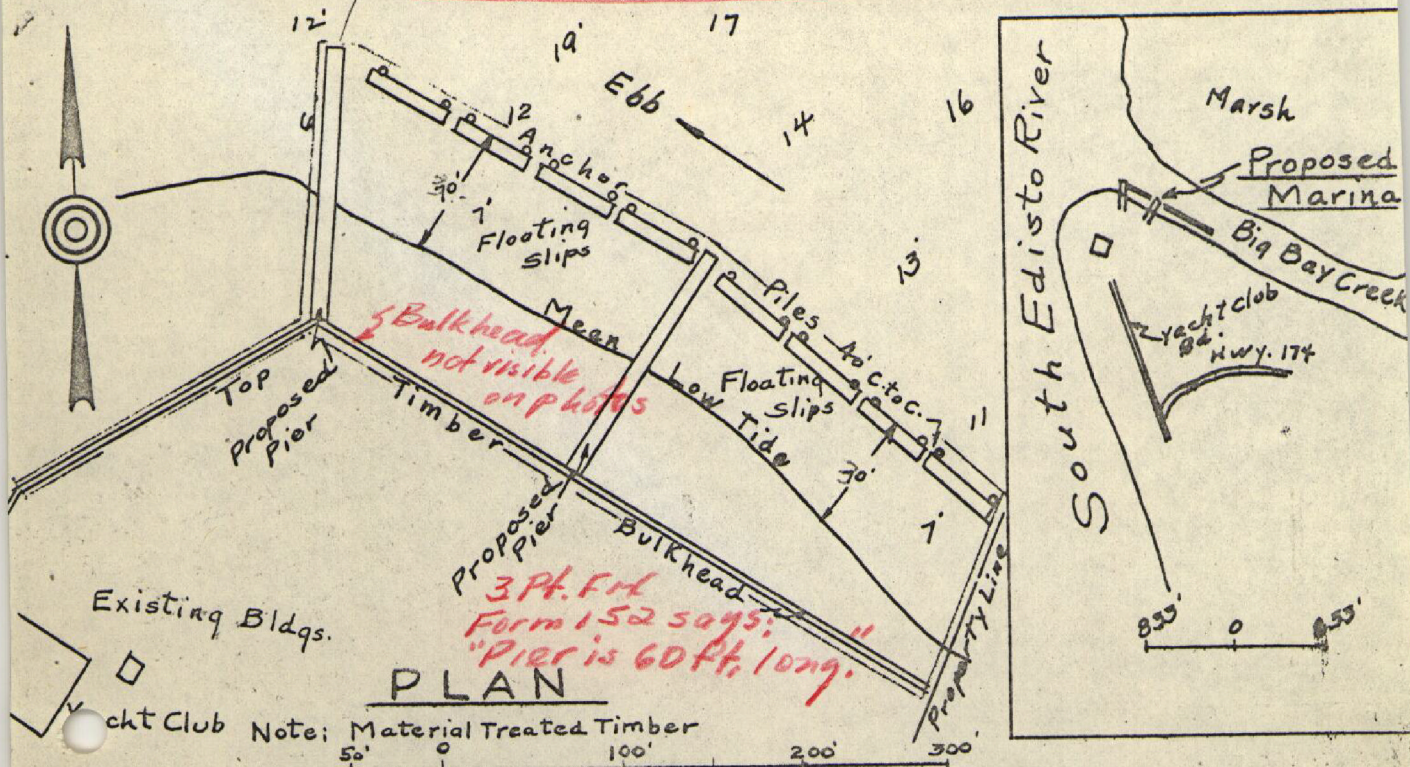 12'
19'
17
Ebb
14
16
12
Anchor
6
30'
7'
Floating
Slips
13'
Mean
Piles 40' C. to C.
Bulkhead
not visible
on photos
Low Tide
Floating
Slips
11
30'
7'
Top
Proposed
Pier
Timber
Proposed
Pier
Bulkhead
Property Line
3 Pt. Frf
Form 152 says:
"Pier is 60 ft. long."
Existing Bldgs.
PLAN
cht Club Note: Material Treated Timber
50' 0 100' 200' 300'
South Edisto River
Marsh
Proposed
Marina
Big Bay Creek
Yacht Club
Rd.
Hwy. 174
833' 0